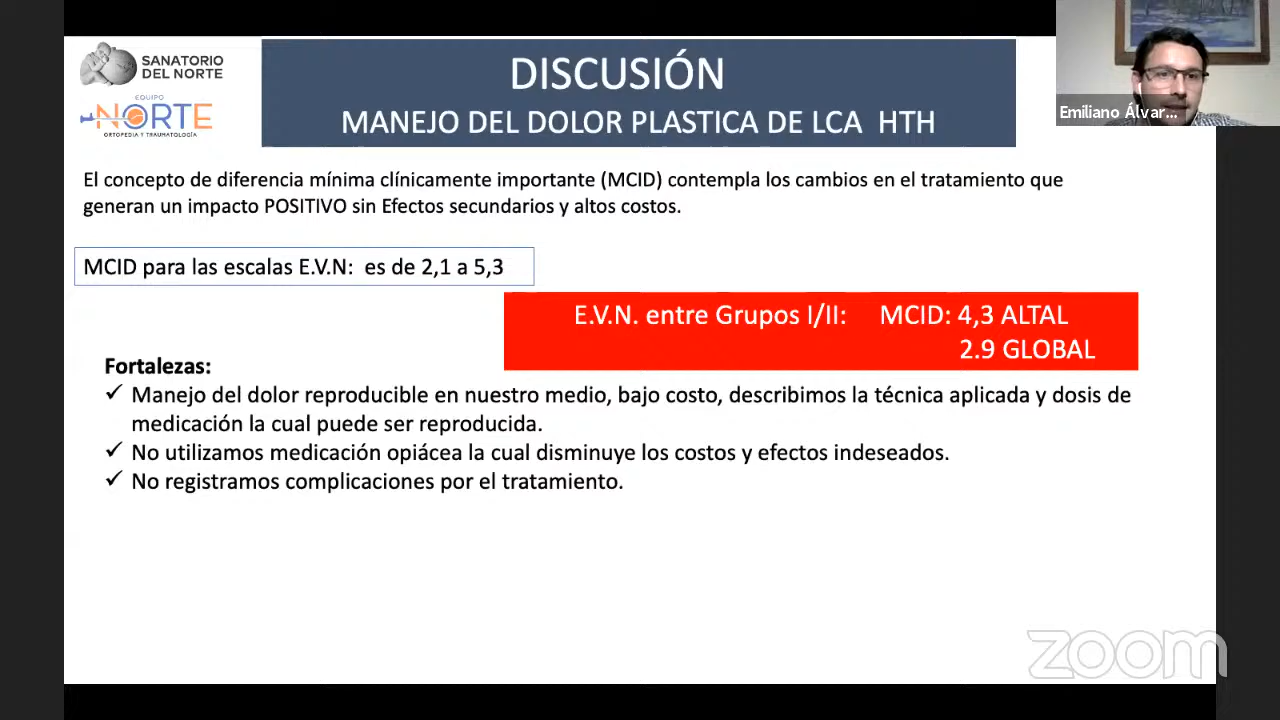 SANATORIO
DEL NORTE
EQUIPO
NORTE
ORTOPEDIA Y TRAUMATOLOGÍA
DISCUSIÓN
MANEJO DEL DOLOR PLASTICA DE LCA HTH
Emiliano Álvar...
El concepto de diferencia mínima clínicamente importante (MCID) contempla los cambios en el tratamiento que
generan un impacto POSITIVO sin Efectos secundarios y altos costos.
MCID para las escalas E.V.N: es de 2,1 a 5,3
E.V.N. entre Grupos I/II: MCID: 4,3 ALTAL
2.9 GLOBAL
Fortalezas:
✓ Manejo del dolor reproducible en nuestro medio, bajo costo, describimos la técnica aplicada y dosis de
medicación la cual puede ser reproducida.
✓ No utilizamos medicación opiácea la cual disminuye los costos y efectos indeseados.
✓ No registramos complicaciones por el tratamiento.
zoom